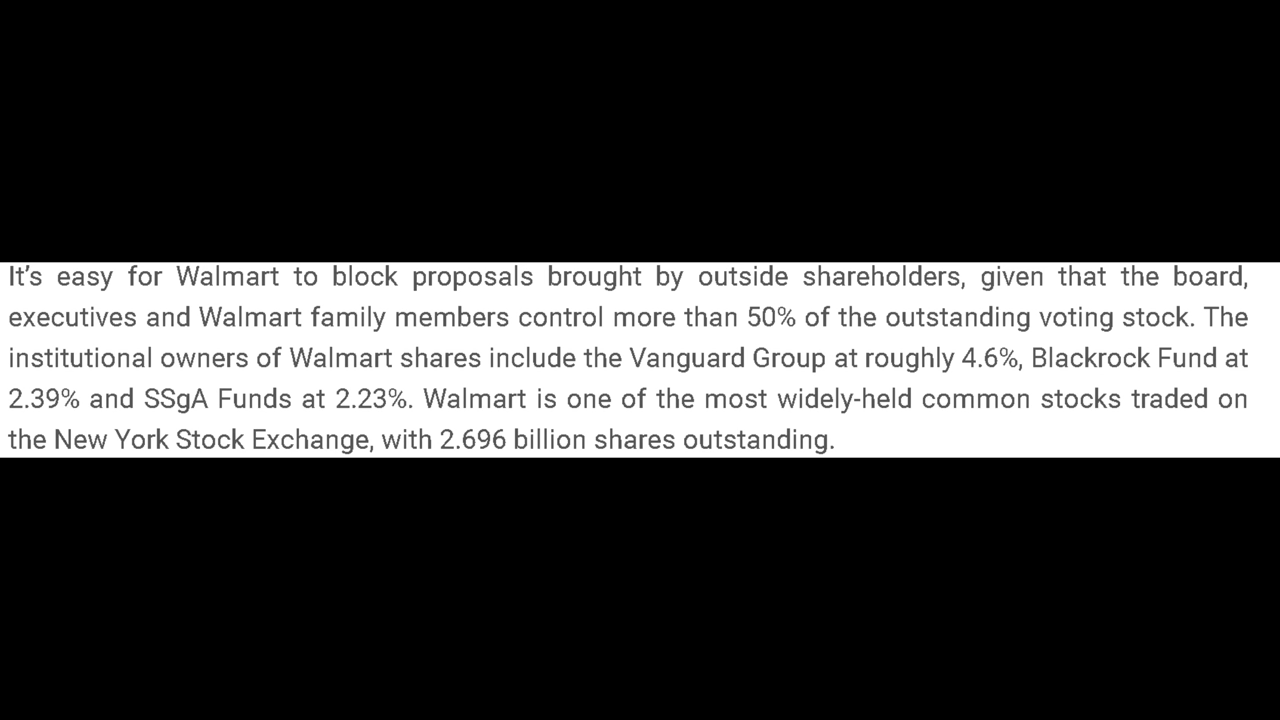 It’s easy for Walmart to block proposals brought by outside shareholders, given that the board,
executives and Walmart family members control more than 50% of the outstanding voting stock. The
institutional owners of Walmart shares include the Vanguard Group at roughly 4.6%, Blackrock Fund at
2.39% and SSgA Funds at 2.23%. Walmart is one of the most widely-held common stocks traded on
the New York Stock Exchange, with 2.696 billion shares outstanding.